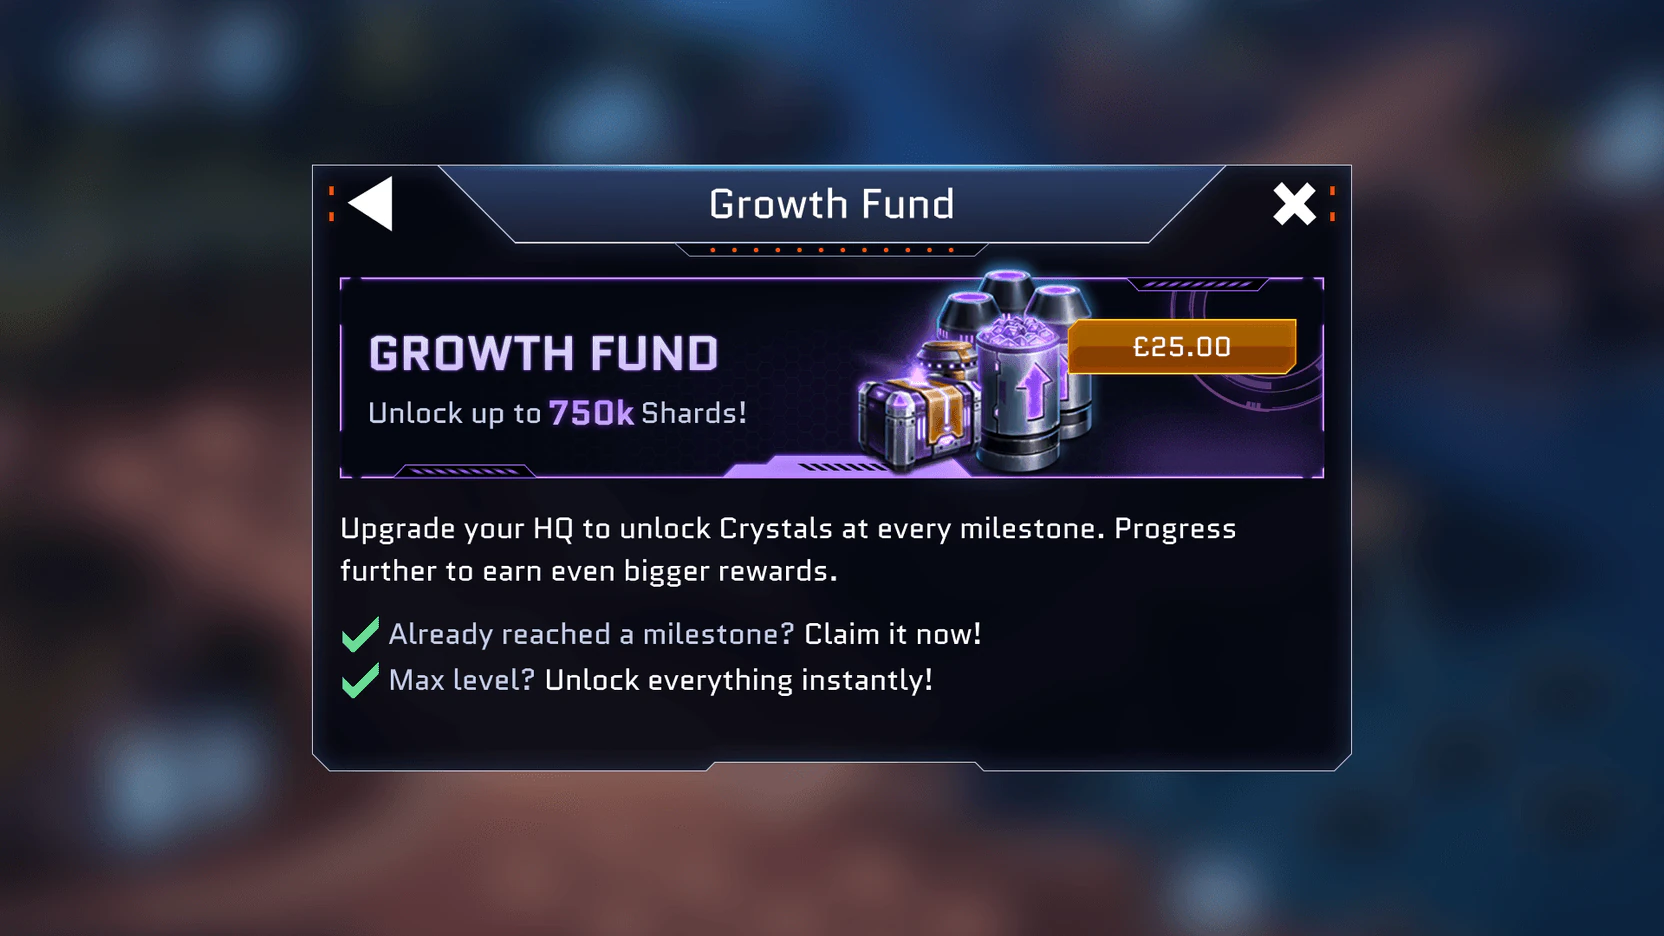 Growth Fund
GROWTH FUND
Unlock up to 750k Shards!
£25.00
Upgrade your HQ to unlock Crystals at every milestone. Progress
further to earn even bigger rewards.
Already reached a milestone? Claim it now!
Max level? Unlock everything instantly!